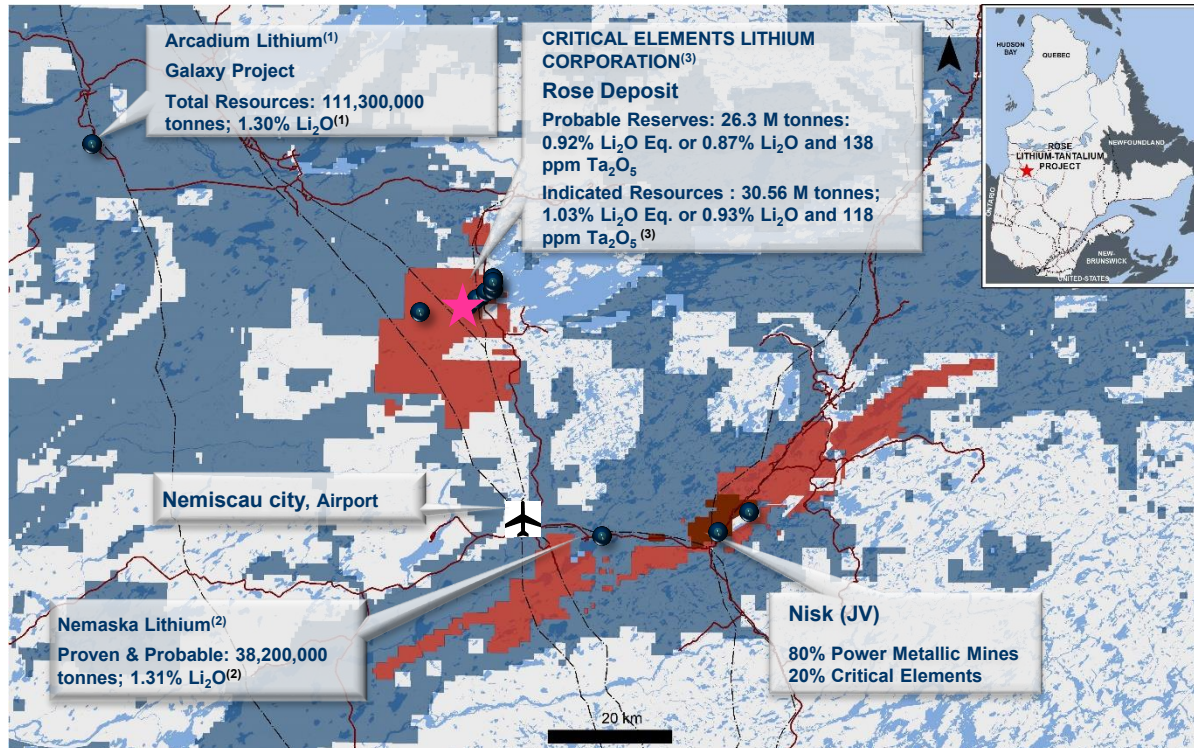 Arcadium Lithium(1)
Galaxy Project
Total Resources: 111,300,000
tonnes; 1.30% Li2O(1)
CRITICAL ELEMENTS LITHIUM
CORPORATION(3)
Rose Deposit
Probable Reserves: 26.3 M tonnes:
0.92% Li2O Eq. or 0.87% Li2O and 138
ppm Ta2O5
Indicated Resources : 30.56 M tonnes;
1.03% Li2O Eq. or 0.93% Li2O and 118
ppm Ta2O5 (3)
N
HUDSON
BAY
QUEBEC
ROSE
LITHIUM-TANTALIUM
PROJECT
NEWFOUNDLAND
ONTARIO
NEW-
BRUNSWICK
UNITED-STATES
Nemiscau city, Airport
Nemaska Lithium(2)
Proven & Probable: 38,200,000
tonnes; 1.31% Li2O(2)
Nisk (JV)
80% Power Metallic Mines
20% Critical Elements
20 km